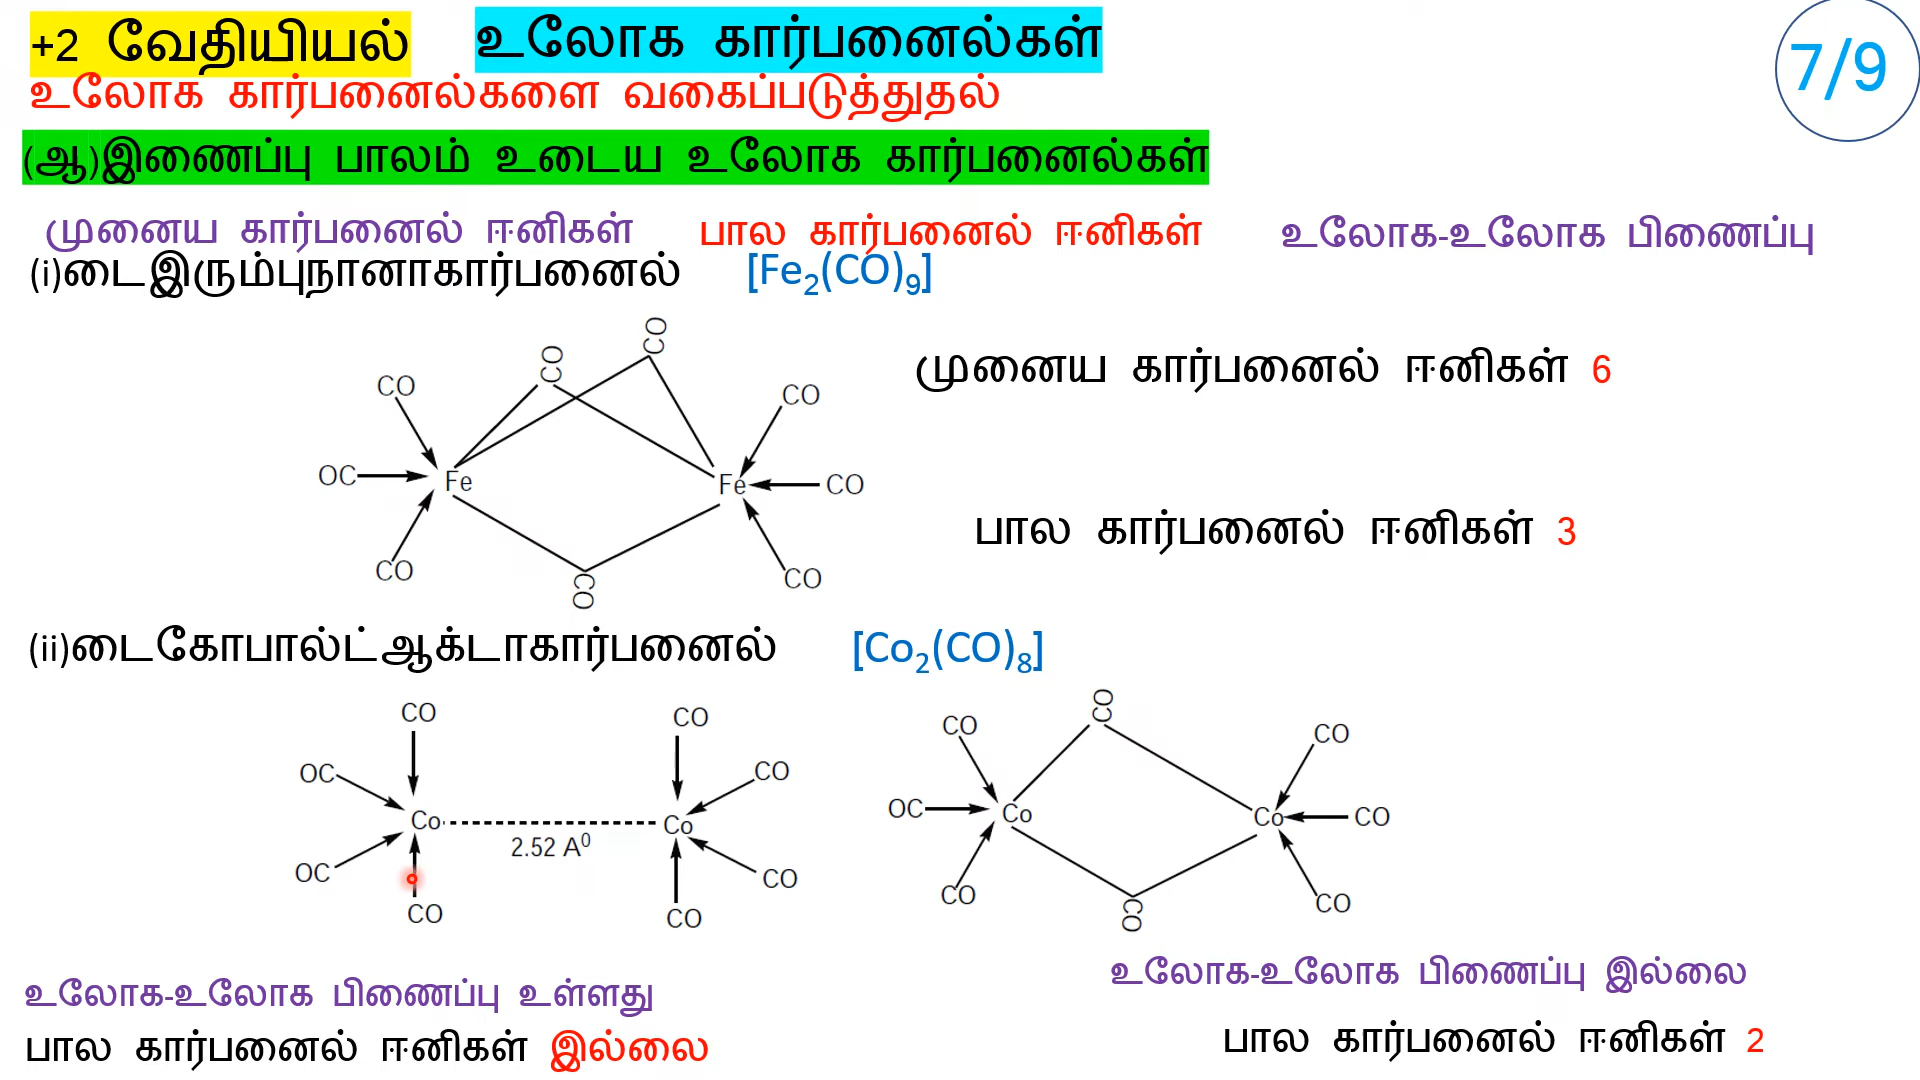 +2 வேதியியல் உலோக கார்பனைல்கள்
7/9
உலோக கார்பனைல்களை வகைப்படுத்துதல்
(ஆ)இணைப்பு பாலம் உடைய உலோக கார்பனைல்கள்
முனைய கார்பனைல் ஈனிகள் பால கார்பனைல் ஈனிகள் உலோக-உலோக பிணைப்பு
(i)டைஇரும்புநானாகார்பனைல் [Fe₂(CO)₉]
CO
CO
CO CO
முனைய கார்பனைல் ஈனிகள் 6
OC Fe Fe CO
CO CO
CO
பால கார்பனைல் ஈனிகள் 3
(ii)டைகோபால்ட்ஆக்டாகார்பனைல் [Co₂(CO)₈]
CO CO
OC CO
Co Co
2.52 A⁰
OC CO
CO CO
CO
CO CO
OC Co Co CO
CO CO
CO
உலோக-உலோக பிணைப்பு உள்ளது
பால கார்பனைல் ஈனிகள் இல்லை
உலோக-உலோக பிணைப்பு இல்லை
பால கார்பனைல் ஈனிகள் 2